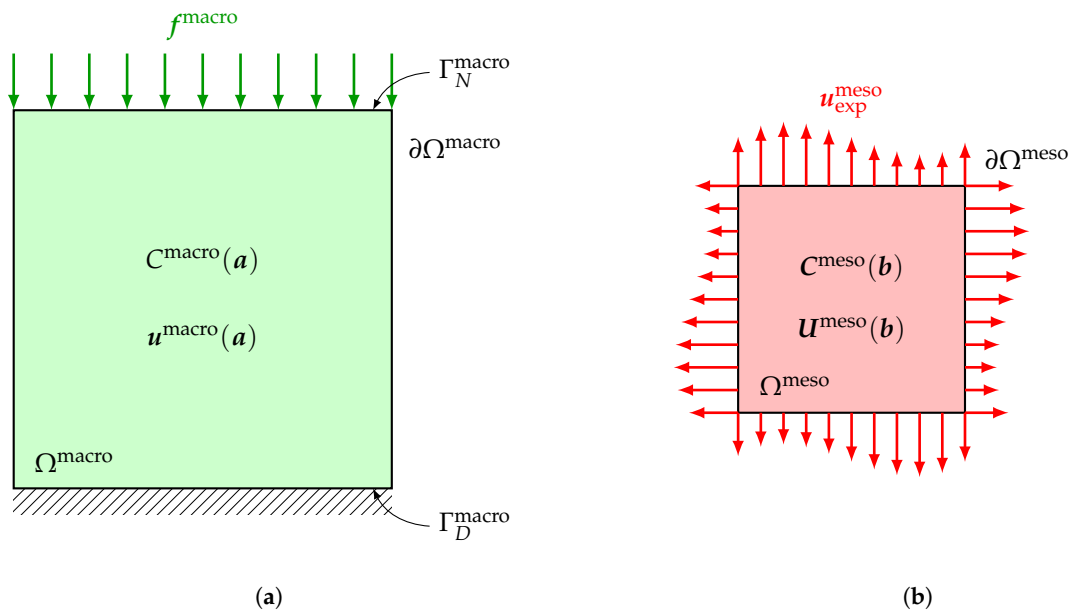 f^macro
Γ_N^macro
∂Ω^macro
C^macro(a)
u^macro(a)
Ω^macro
Γ_D^macro
(a)
u_exp^meso
∂Ω^meso
C^meso(b)
U^meso(b)
Ω^meso
(b)